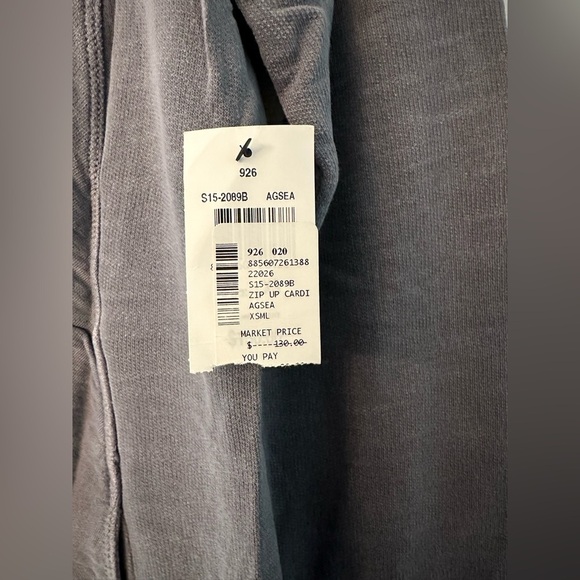 926
S15-2089B AGSEA
926 020
885607261388
22026
S15-2089B
ZIP UP CARDI
AGSEA
XSML
MARKET PRICE
$----130.00-
YOU PAY